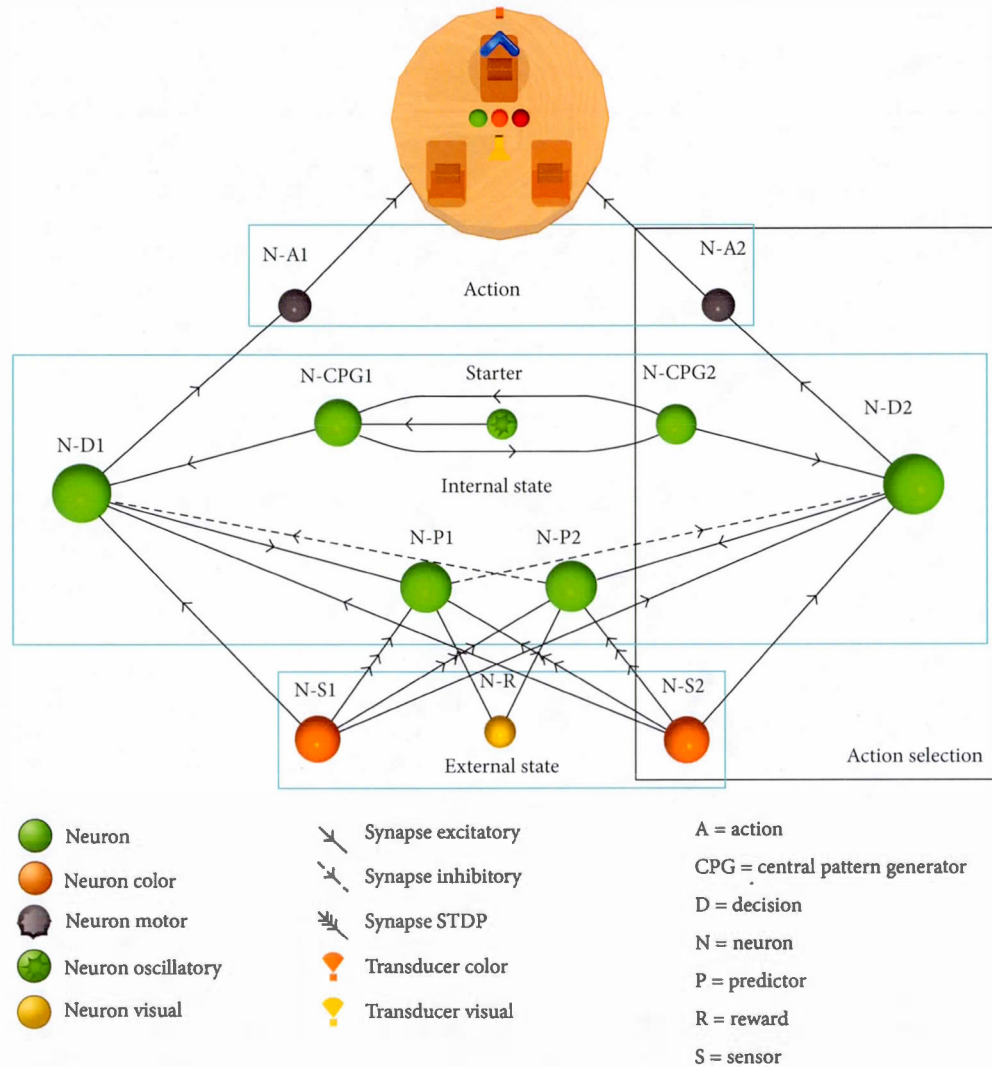 N-A1
N-A2
Action
N-CPG1
Starter
N-CPG2
N-D1
N-D2
Internal state
N-P1
N-P2
N-S1
N-R
N-S2
External state
Action selection
Neuron
Neuron color
Neuron motor
Neuron oscillatory
Neuron visual
Synapse excitatory
Synapse inhibitory
Synapse STDP
Transducer color
Transducer visual
A = action
CPG = central pattern generator
D = decision
N = neuron
P = predictor
R = reward
S = sensor